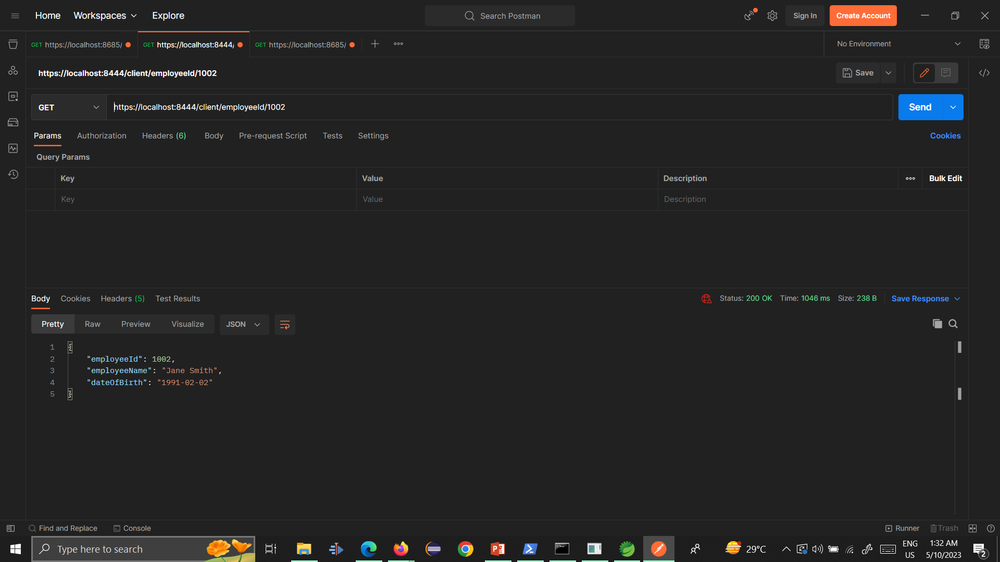 Home Workspaces Explore Search Postman Sign In Create Account
GET https://localhost:8685/ GET https://localhost:8444/ GET https://localhost:8685/ No Environment
https://localhost:8444/client/employeeId/1002 Save
GET https://localhost:8444/client/employeeId/1002 Send
Params Authorization Headers (6) Body Pre-request Script Tests Settings Cookies
Query Params
Key Value Description Bulk Edit
Key Value Description
Body Cookies Headers (5) Test Results Status: 200 OK Time: 1046 ms Size: 238 B Save Response
Pretty Raw Preview Visualize JSON
1 {
2 "employeeId": 1002,
3 "employeeName": "Jane Smith",
4 "dateOfBirth": "1991-02-02"
5 }
Find and Replace Console Runner Trash
Type here to search 29°C ENG US 1:32 AM 5/10/2023 2